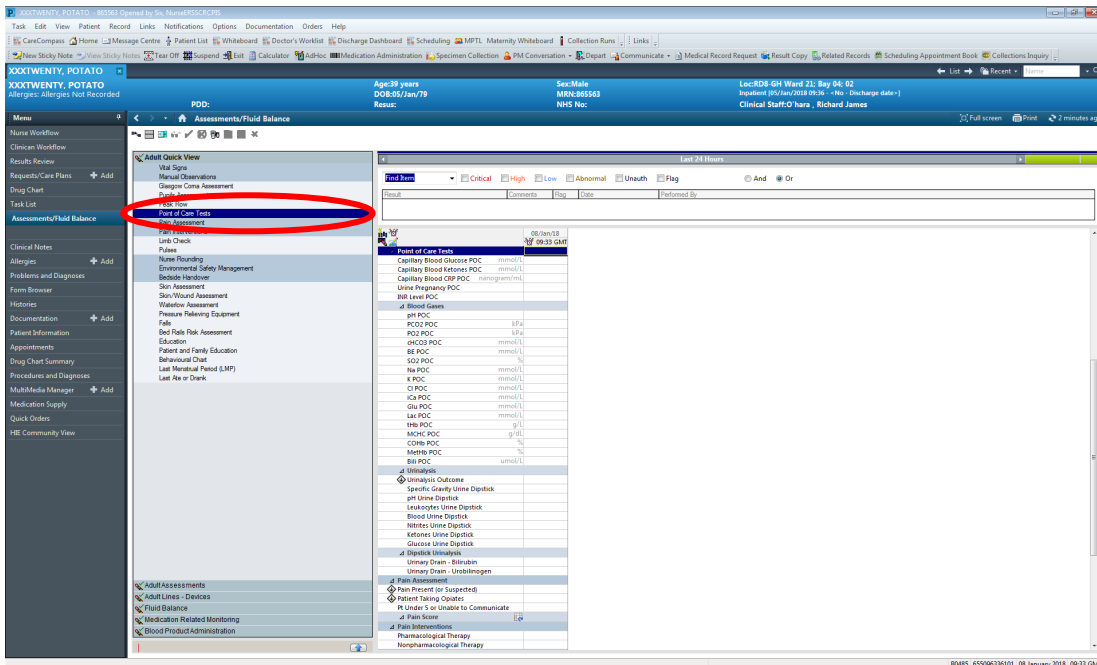 XXXTWENTY, POTATO - 865563 Opened by Six, NurseERSSCRCPIS
Task Edit View Patient Record Links Notifications Options Documentation Orders Help
CareCompass Home Message Centre Patient List Whiteboard Doctor's Worklist Discharge Dashboard Scheduling MPTL Maternity Whiteboard Collection Runs Links
New Sticky Note View Sticky Notes Tear Off Suspend Exit Calculator AdHoc Medication Administration Specimen Collection PM Conversation Depart Communicate Medical Record Request Result Copy Related Records Scheduling Appointment Book Collections Inquiry
XXXTWENTY, POTATO List Recent Name
XXXTWENTY, POTATO Age:39 years Sex:Male Loc:RD8-GH Ward 21; Bay 04; 02
Allergies: Allergies Not Recorded DOB:05/Jan/79 MRN:865563 Inpatient [05/Jan/2018 09:36 - <No - Discharge date>]
PDD: Resus: NHS No: Clinical Staff:O'hara , Richard James
Menu Assessments/Fluid Balance Full screen Print 2 minutes ag
Nurse Workflow
Clinican Workflow
Results Review
Requests/Care Plans Add
Drug Chart
Task List
Assessments/Fluid Balance
Clinical Notes
Allergies Add
Problems and Diagnoses
Form Browser
Histories
Documentation Add
Patient Information
Appointments
Drug Chart Summary
Procedures and Diagnoses
MultiMedia Manager Add
Medication Supply
Quick Orders
HIE Community View
Adult Quick View
Vital Signs
Manual Observations
Glasgow Coma Assessment
Pupils Assessment
Peak Flow
Point of Care Tests
Pain Assessment
Pain Interventions
Limb Check
Pulses
Nurse Rounding
Environmental Safety Management
Bedside Handover
Skin Assessment
Skin/Wound Assessment
Waterlow Assessment
Pressure Relieving Equipment
Falls
Bed Rails Risk Assessment
Education
Patient and Family Education
Behavioural Chart
Last Menstrual Period (LMP)
Last Ate or Drank
Adult Assessments
Adult Lines - Devices
Fluid Balance
Medication Related Monitoring
Blood Product Administration
Last 24 Hours
Find Item Critical High Low Abnormal Unauth Flag And Or
Result Comments Flag Date Performed By
08/Jan/18
09:33 GMT
Point of Care Tests
Capillary Blood Glucose POC mmol/L
Capillary Blood Ketones POC mmol/L
Capillary Blood CRP POC nanogram/mL
Urine Pregnancy POC
INR Level POC
Blood Gases
pH POC
PCO2 POC kPa
PO2 POC kPa
cHCO3 POC mmol/L
BE POC mmol/L
SO2 POC %
Na POC mmol/L
K POC mmol/L
Cl POC mmol/L
iCa POC mmol/L
Glu POC mmol/L
Lac POC mmol/L
tHb POC g/L
MCHC POC g/dL
COHb POC %
MetHb POC %
Bili POC umol/L
Urinalysis
Urinalysis Outcome
Specific Gravity Urine Dipstick
pH Urine Dipstick
Leukocytes Urine Dipstick
Blood Urine Dipstick
Nitrites Urine Dipstick
Ketones Urine Dipstick
Glucose Urine Dipstick
Dipstick Urinalysis
Urinary Drain - Bilirubin
Urinary Drain - Urobilinogen
Pain Assessment
Pain Present (or Suspected)
Patient Taking Opiates
Pt Under 5 or Unable to Communicate
Pain Score
Pain Interventions
Pharmacological Therapy
Nonpharmacological Therapy
B0485 655096336101 08 January 2018 09:33 GM